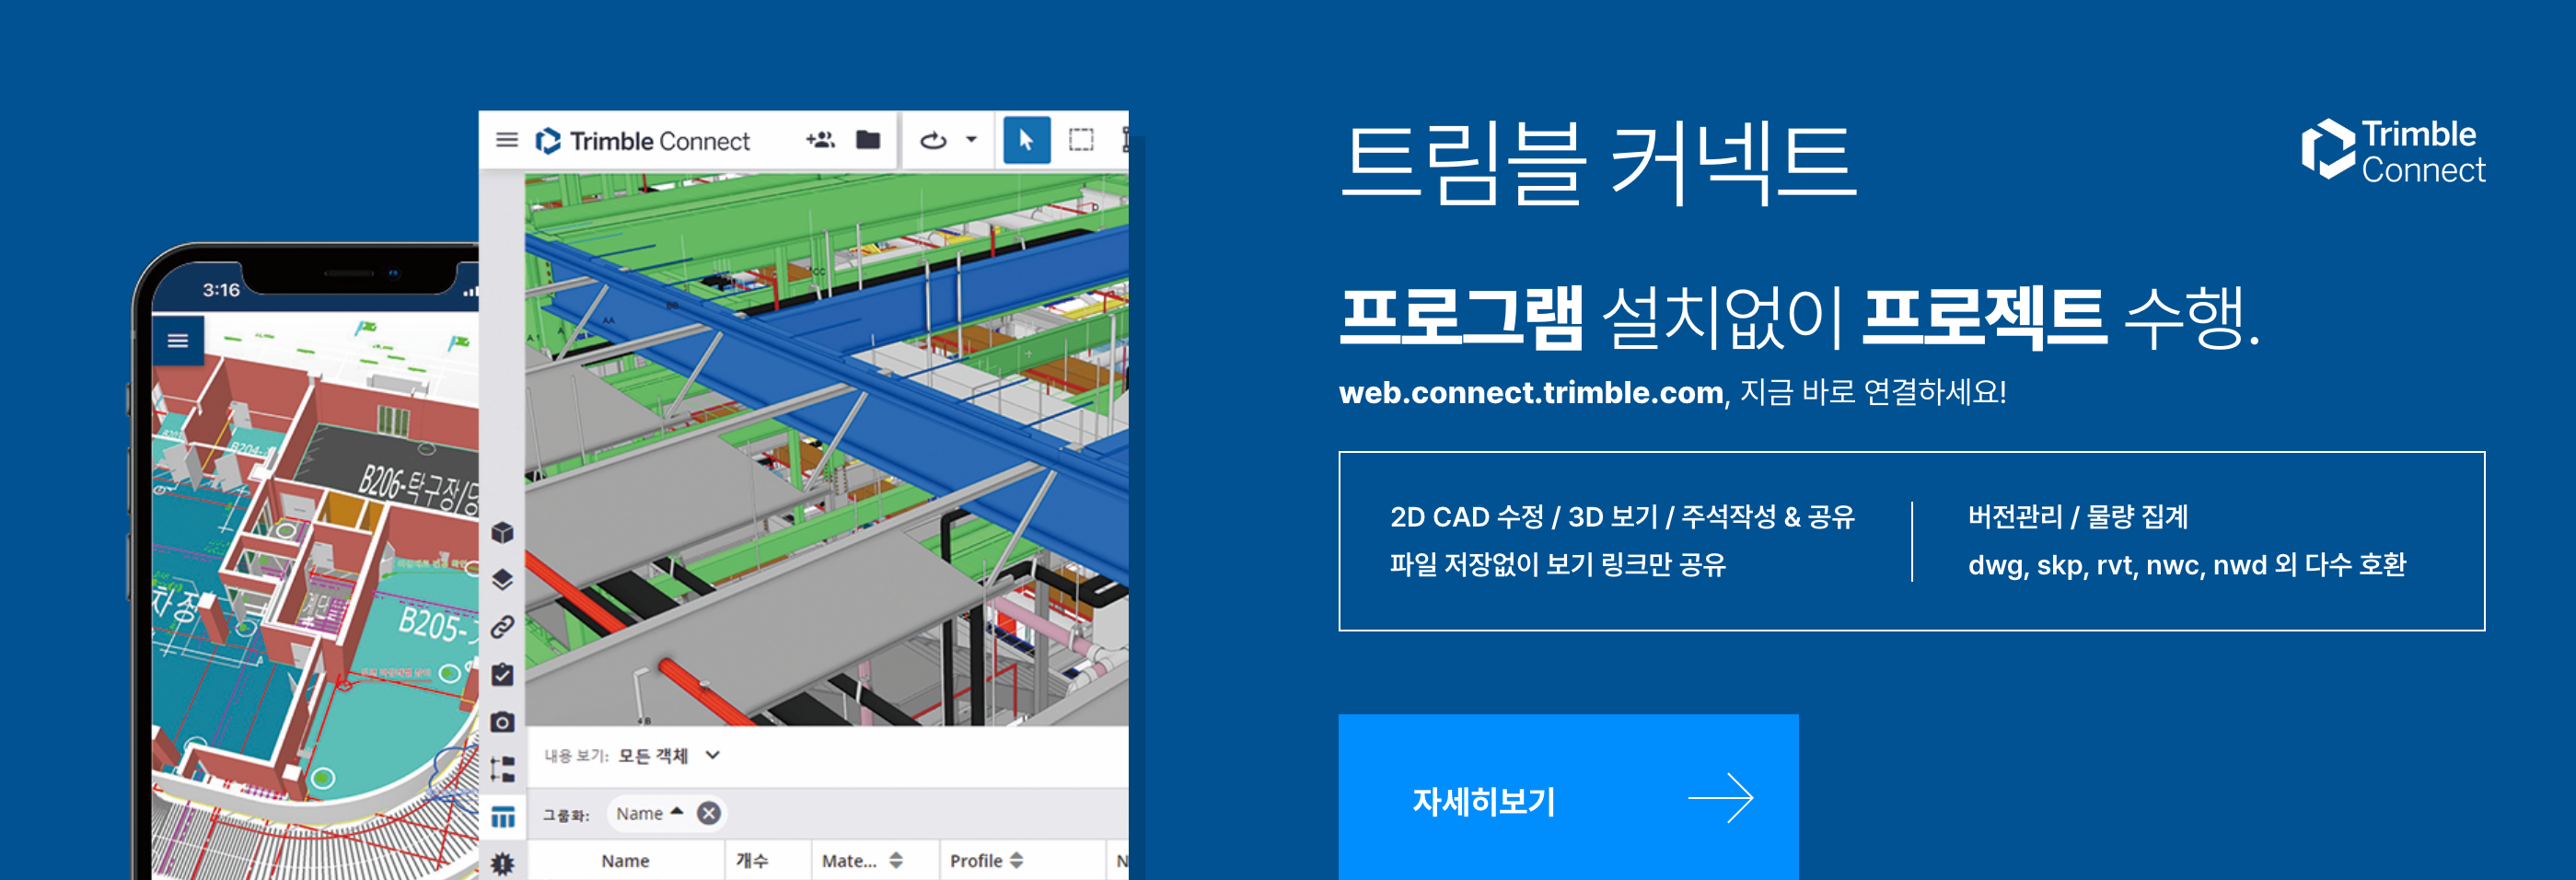 트림블 커넥트
Trimble
Connect
프로그램 설치없이 프로젝트 수행.
web.connect.trimble.com, 지금 바로 연결하세요!
2D CAD 수정 / 3D 보기 / 주석작성 & 공유
파일 저장없이 보기 링크만 공유
버전관리 / 물량 집계
dwg, skp, rvt, nwc, nwd 외 다수 호환
자세히보기
Trimble Connect
내용 보기: 모든 객체
그룹화: Name
Name 개수 Mate... Profile N
3:16
B206-탁구장/당
B204-
B205-
차장
AA
A